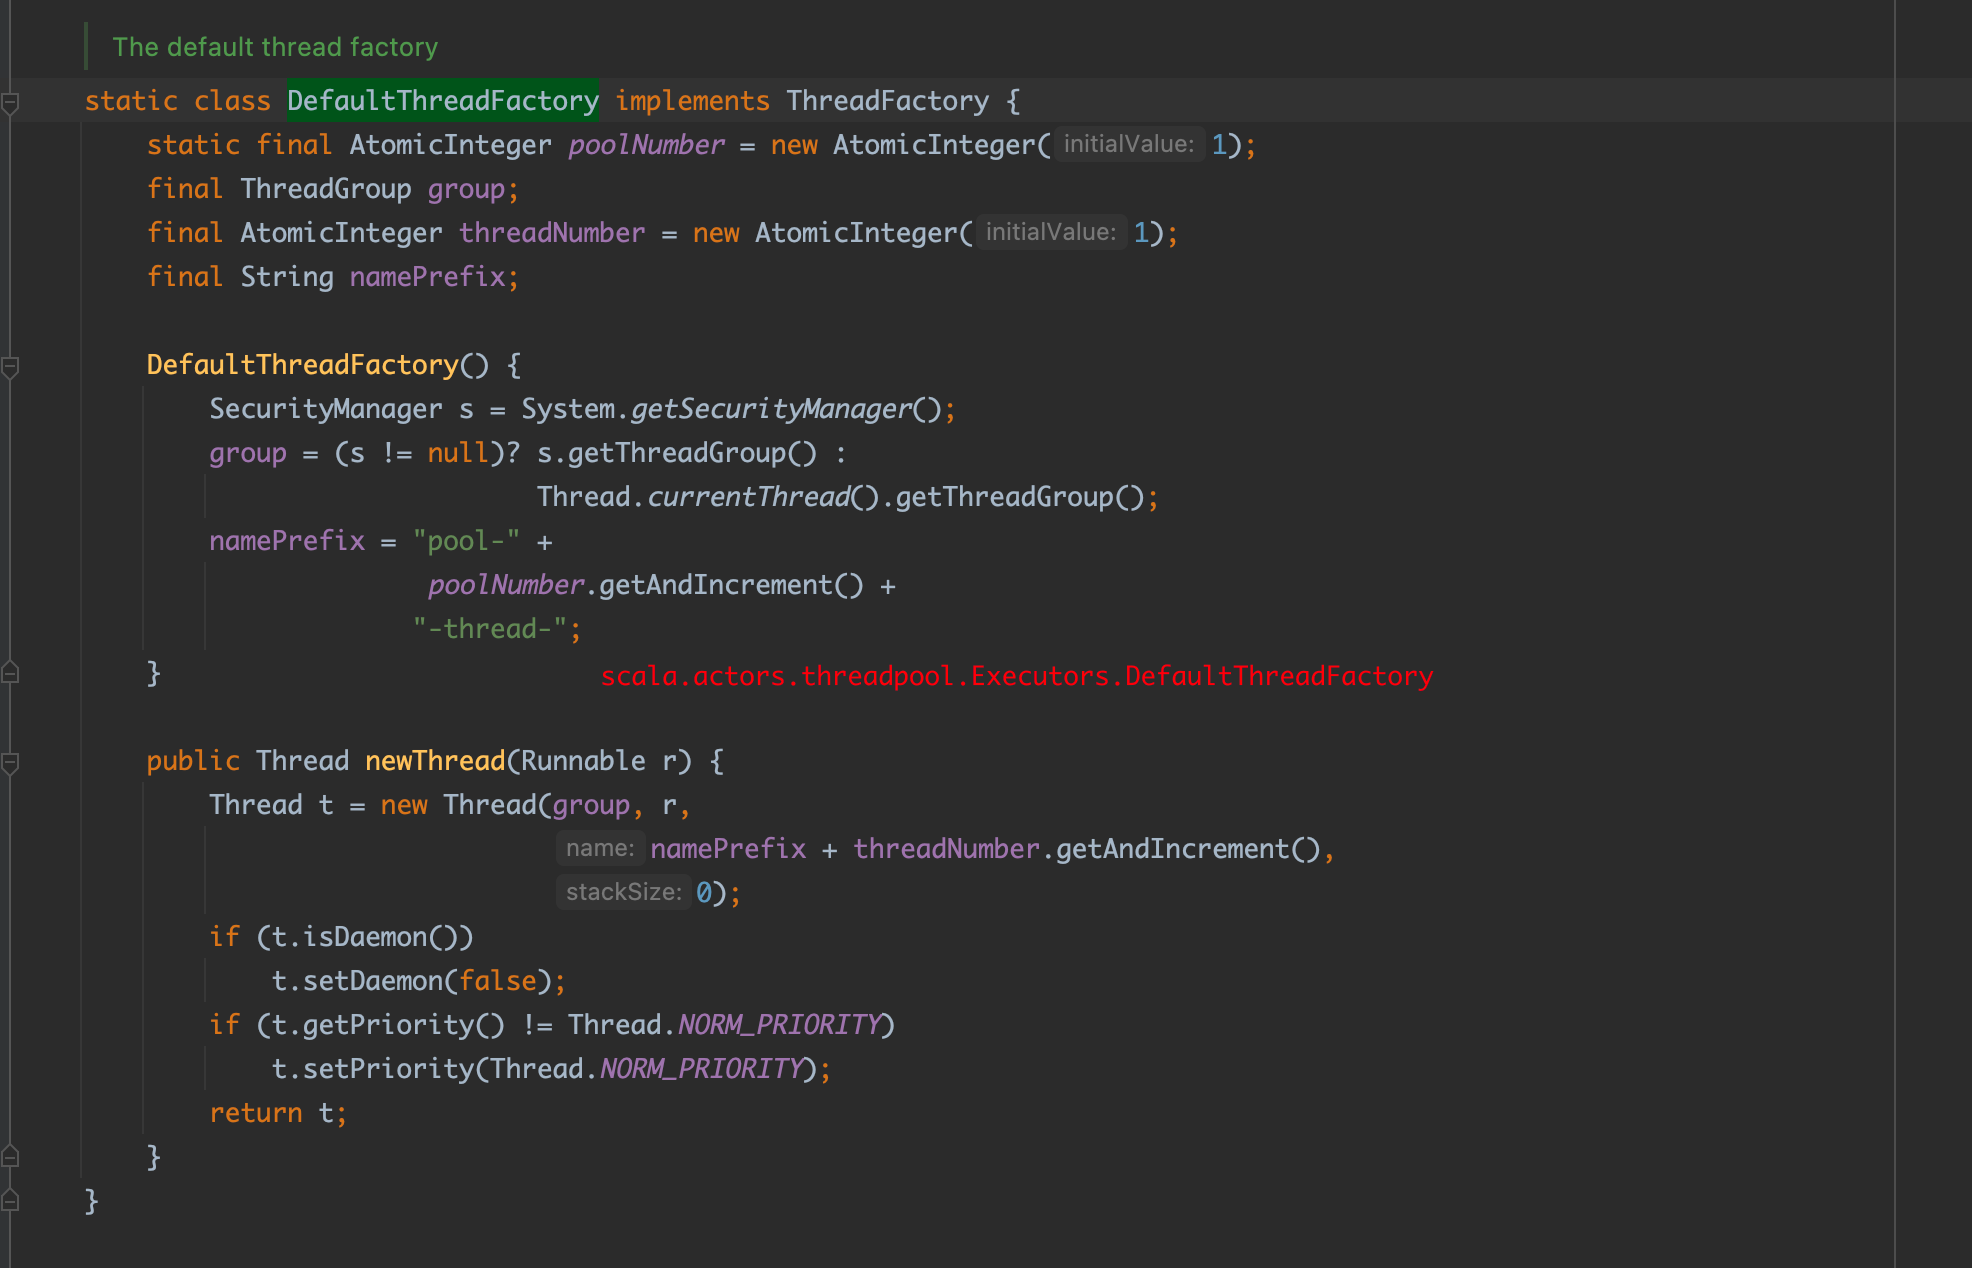 The default thread factory
static class DefaultThreadFactory implements ThreadFactory {
static final AtomicInteger poolNumber = new AtomicInteger( initialValue: 1);
final ThreadGroup group;
final AtomicInteger threadNumber = new AtomicInteger( initialValue: 1);
final String namePrefix;
DefaultThreadFactory() {
SecurityManager s = System.getSecurityManager();
group = (s != null)? s.getThreadGroup() :
Thread.currentThread().getThreadGroup();
namePrefix = "pool-" +
poolNumber.getAndIncrement() +
"-thread-";
}
scala.actors.threadpool.Executors.DefaultThreadFactory
public Thread newThread(Runnable r) {
Thread t = new Thread(group, r,
name: namePrefix + threadNumber.getAndIncrement(),
stackSize: 0);
if (t.isDaemon())
t.setDaemon(false);
if (t.getPriority() != Thread.NORM_PRIORITY)
t.setPriority(Thread.NORM_PRIORITY);
return t;
}
}